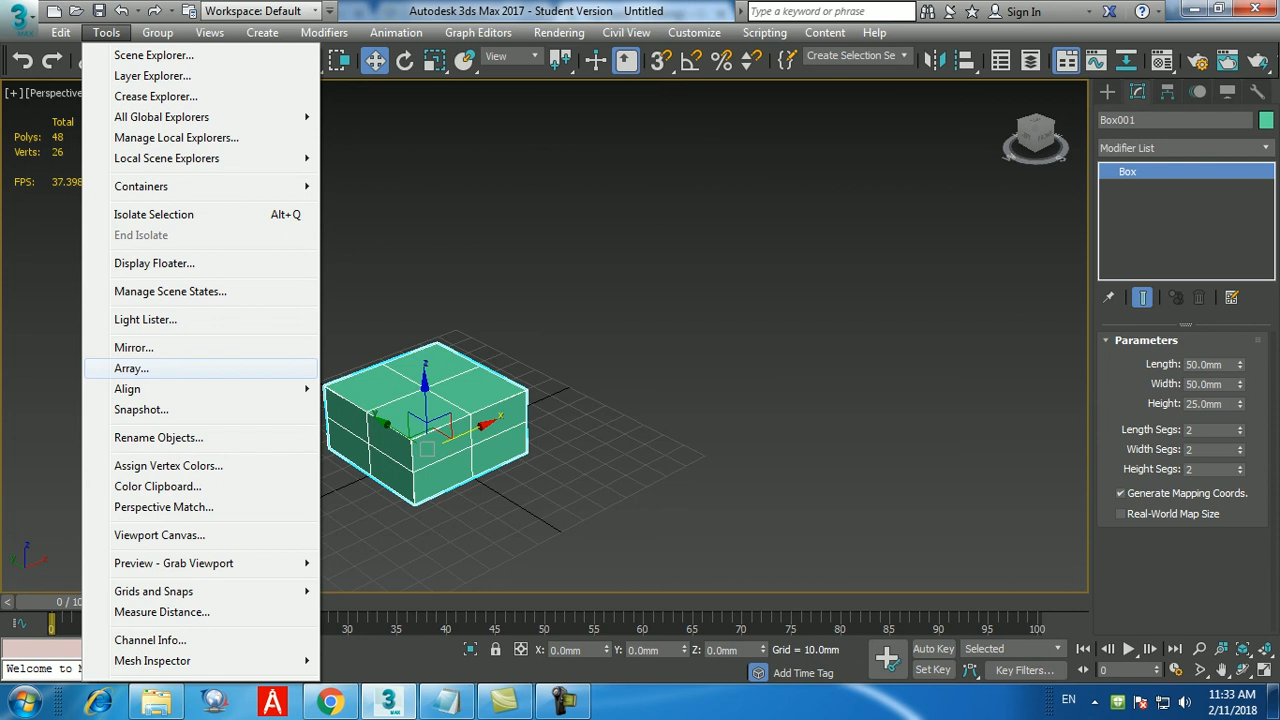 Workspace: Default
Autodesk 3ds Max 2017 - Student Version Untitled
Type a keyword or phrase
Sign In
3
MAX
Edit
Tools
Group
Views
Create
Modifiers
Animation
Graph Editors
Rendering
Civil View
Customize
Scripting
Content
Help
View
Create Selection Se
[+] [Perspective
Total
Polys: 48
Verts: 26
FPS: 37.398
Scene Explorer...
Layer Explorer...
Crease Explorer...
All Global Explorers
Manage Local Explorers...
Local Scene Explorers
Containers
Isolate Selection Alt+Q
End Isolate
Display Floater...
Manage Scene States...
Light Lister...
Mirror...
Array...
Align
Snapshot...
Rename Objects...
Assign Vertex Colors...
Color Clipboard...
Perspective Match...
Viewport Canvas...
Preview - Grab Viewport
Grids and Snaps
Measure Distance...
Channel Info...
Mesh Inspector
z
x
y
z
x
y
Box001
Modifier List
Box
Parameters
Length: 50.0mm
Width: 50.0mm
Height: 25.0mm
Length Segs: 2
Width Segs: 2
Height Segs: 2
Generate Mapping Coords.
Real-World Map Size
0 / 10
0 30 35 40 45 50 55 60 65 70 75 80 85 90 95 100
X: 0.0mm Y: 0.0mm Z: 0.0mm Grid = 10.0mm
Add Time Tag
Auto Key
Selected
Set Key
Key Filters...
0
Welcome to M
MAX
EN
11:33 AM
2/11/2018